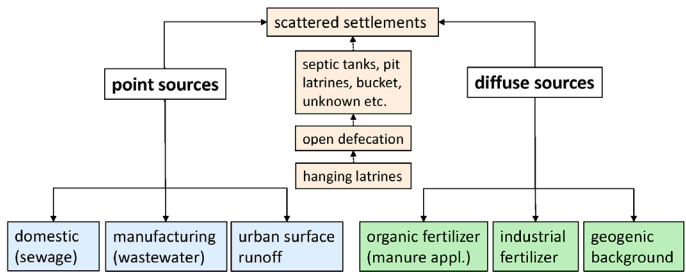 scattered settlements
septic tanks, pit
latrines, bucket,
unknown etc.
point sources
diffuse sources
open defecation
hanging latrines
domestic
(sewage)
manufacturing
(wastewater)
urban surface
runoff
organic fertilizer
(manure appl.)
industrial
fertilizer
geogenic
background